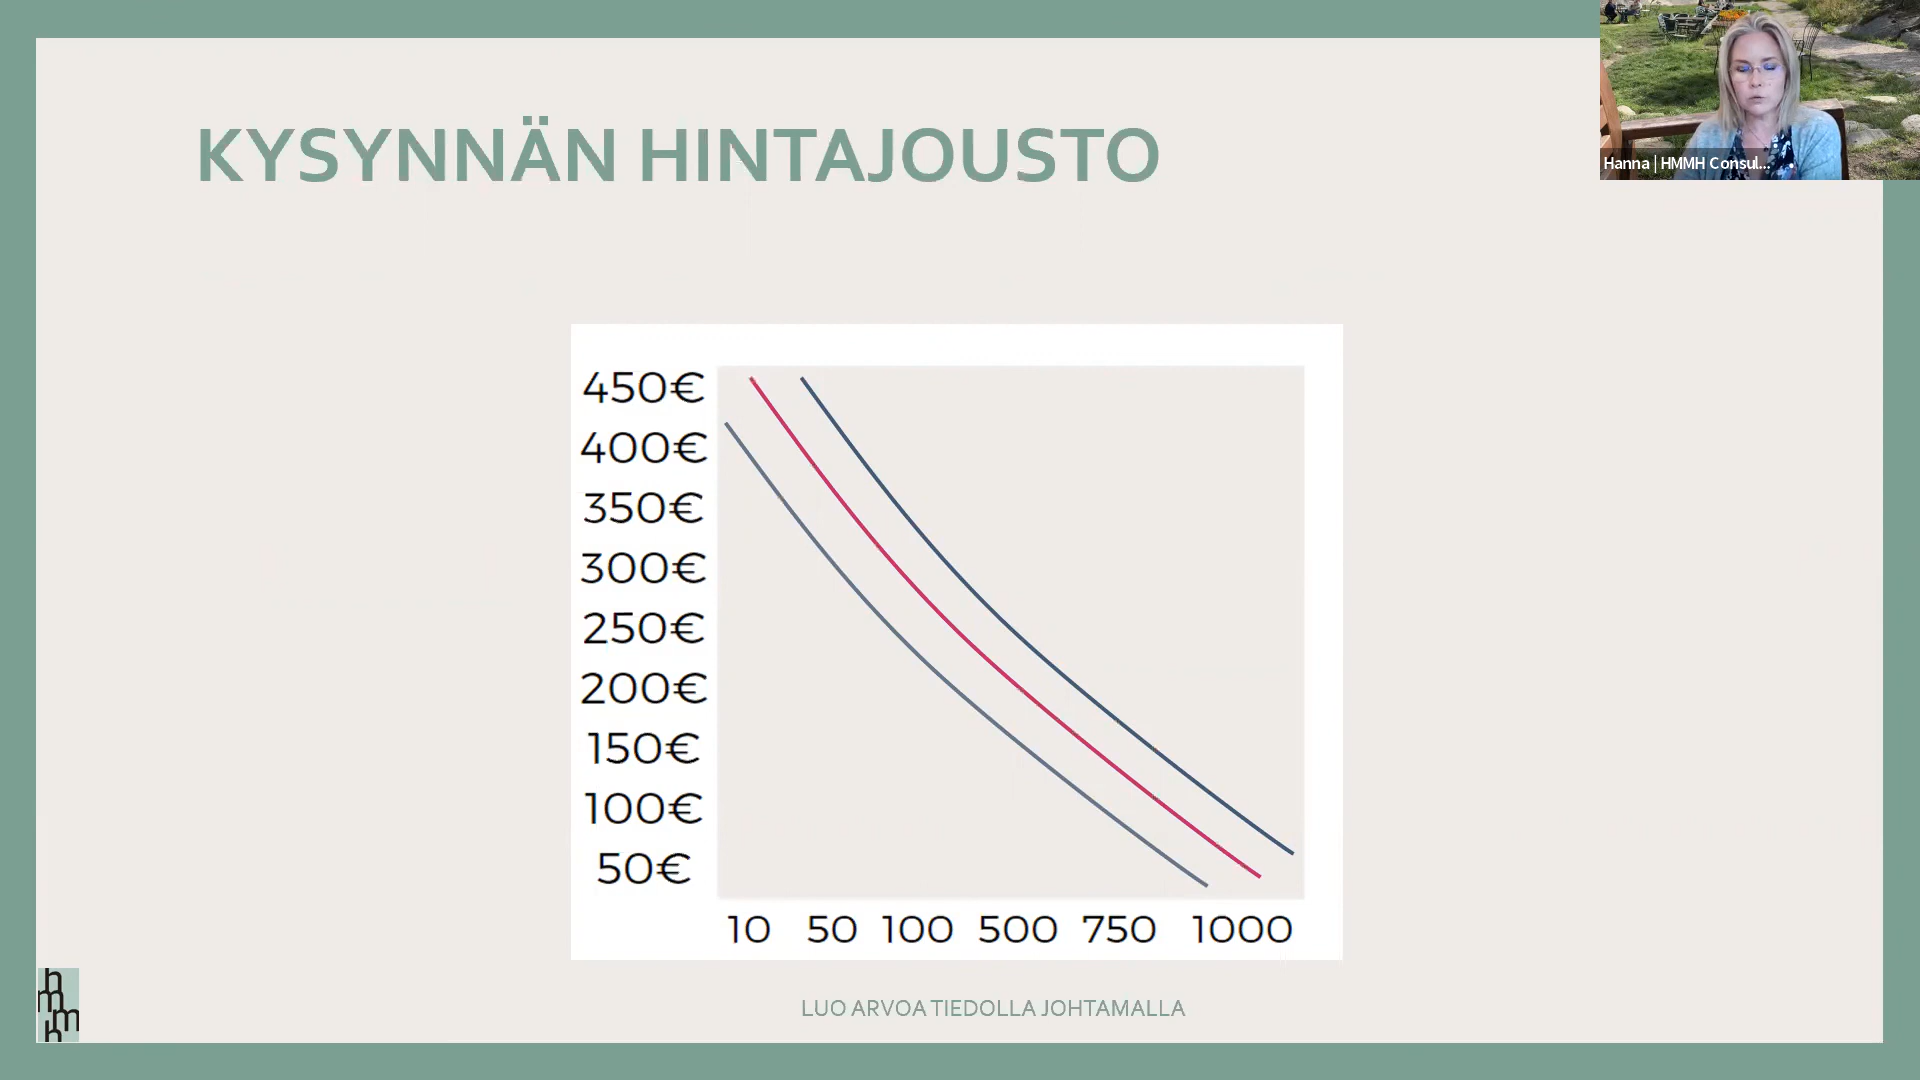 KYSYNNÄN HINTAJOUSTO
Hanna | HMMH Consul...
450€
400€
350€
300€
250€
200€
150€
100€
50€
10 50 100 500 750 1000
h
m
m
h
LUO ARVOA TIEDOLLA JOHTAMALLA